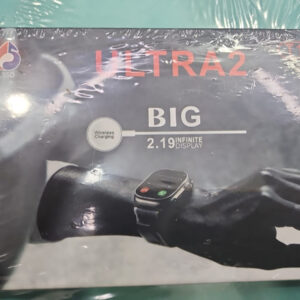 ULTRA2
BIG
Wireless
Charging
2.19 INFINITE
DISPLAY